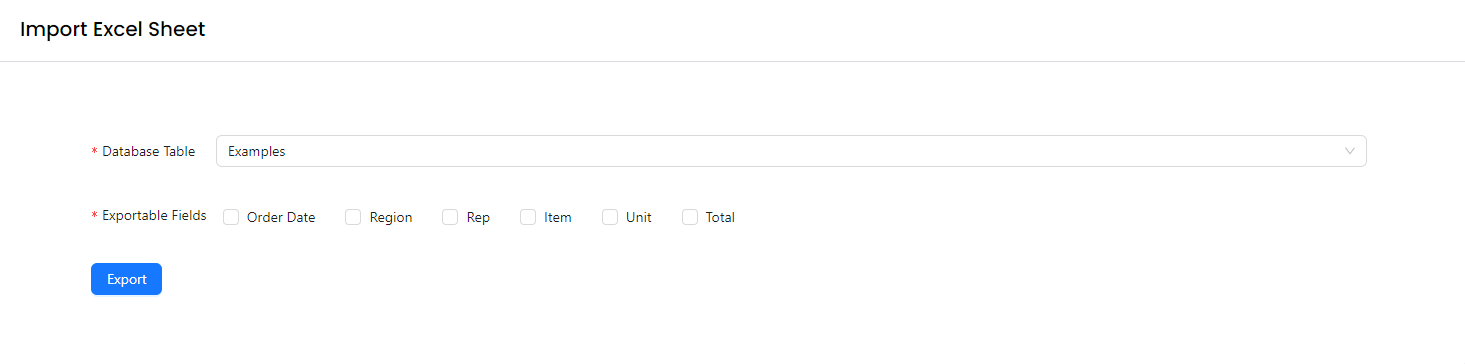 Import Excel Sheet
* Database Table Examples
* Exportable Fields Order Date Region Rep Item Unit Total
Export